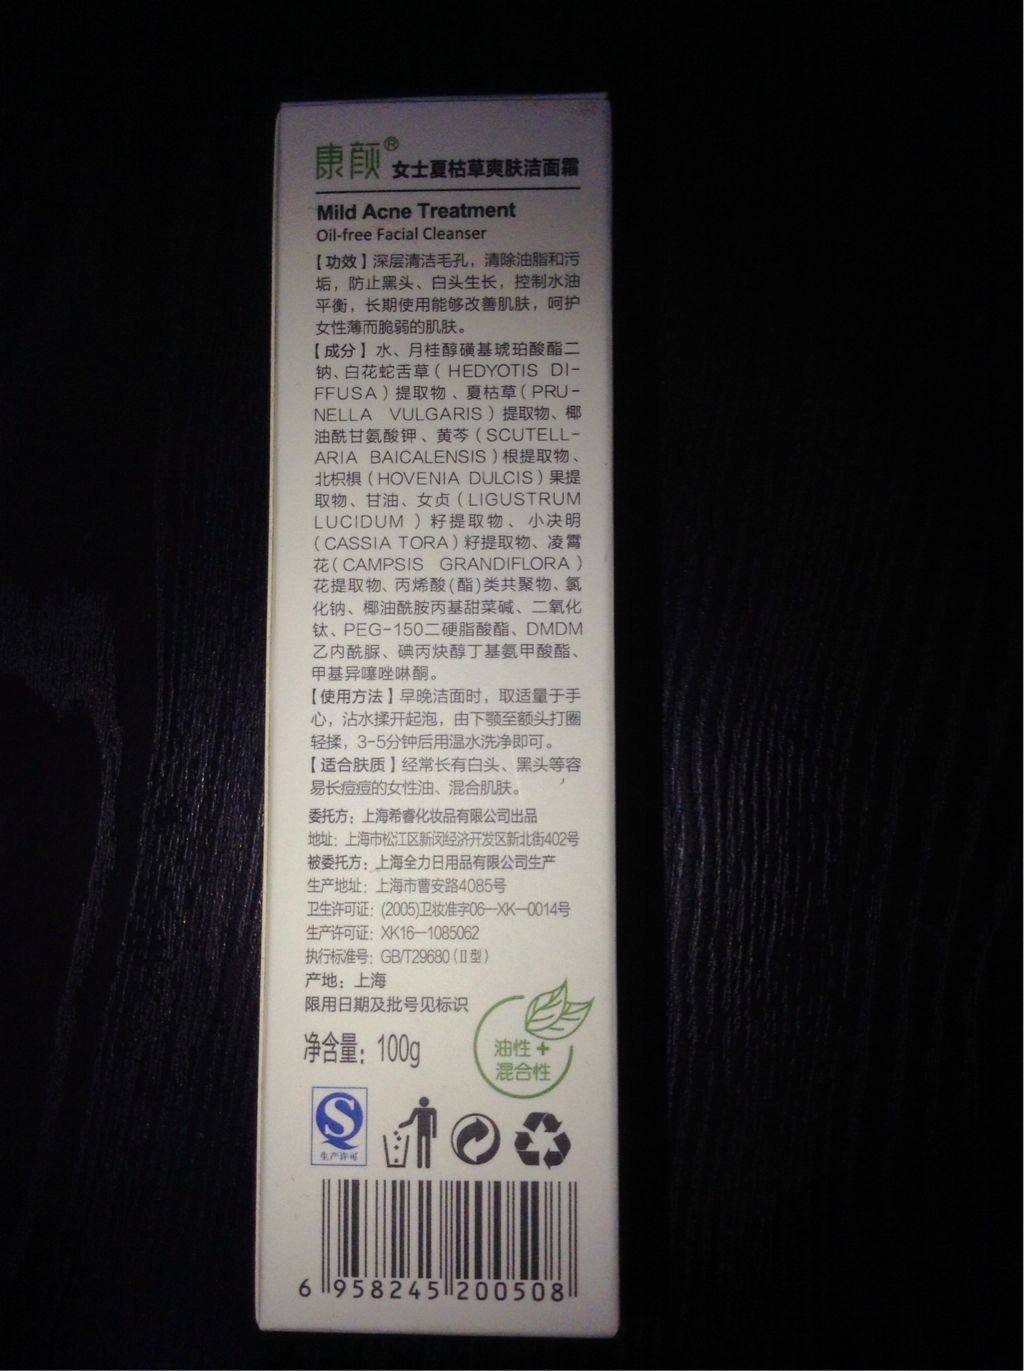 康颜® 女士夏枯草爽肤洁面霜
Mild Acne Treatment
Oil-free Facial Cleanser
【功效】深层清洁毛孔，清除油脂和污
垢，防止黑头、白头生长，控制水油
平衡，长期使用能够改善肌肤，呵护
女性薄而脆弱的肌肤。
【成分】水、月桂醇磺基琥珀酸酯二
钠、白花蛇舌草（HEDYOTIS DI-
FFUSA）提取物、夏枯草（PRU-
NELLA VULGARIS）提取物、椰
油酰甘氨酸钾、黄芩（SCUTELL-
ARIA BAICALENSIS）根提取物、
北枳椇（HOVENIA DULCIS）果提
取物、甘油、女贞（LIGUSTRUM
LUCIDUM）籽提取物、小决明
（CASSIA TORA）籽提取物、凌霄
花（CAMPSIS GRANDIFLORA）
花提取物、丙烯酸(酯)类共聚物、氯
化钠、椰油酰胺丙基甜菜碱、二氧化
钛、PEG-150二硬脂酸酯、DMDM
乙内酰脲、碘丙炔醇丁基氨甲酸酯、
甲基异噻唑啉酮。
【使用方法】早晚洁面时，取适量于手
心，沾水揉开起泡，由下颚至额头打圈
轻揉，3-5分钟后用温水洗净即可。
【适合肤质】经常长有白头、黑头等容
易长痘痘的女性油、混合肌肤。
委托方：上海希睿化妆品有限公司出品
地址：上海市松江区新闵经济开发区新北街402号
被委托方：上海全力日用品有限公司生产
生产地址：上海市曹安路4085号
卫生许可证：(2005)卫妆准字06—XK—0014号
生产许可证：XK16—1085062
执行标准号：GB/T29680（Ⅱ型）
产地：上海
限用日期及批号见标识
净含量：100g
油性+
混合性
生产许可
6 958245 200508